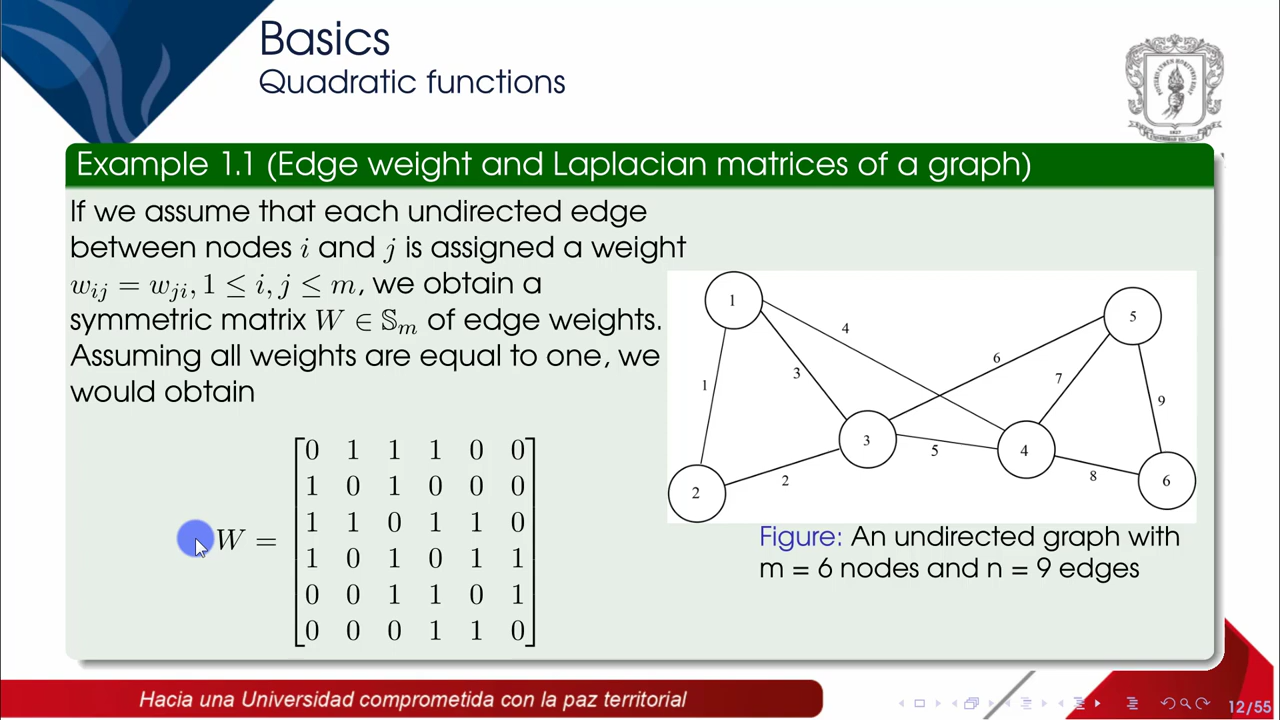 Basics
Quadratic functions
Example 1.1 (Edge weight and Laplacian matrices of a graph)
If we assume that each undirected edge
between nodes i and j is assigned a weight
w_{ij} = w_{ji}, 1 ≤ i, j ≤ m, we obtain a
symmetric matrix W ∈ 𝕊_m of edge weights.
Assuming all weights are equal to one, we
would obtain
W =
0 1 1 1 0 0
1 0 1 0 0 0
1 1 0 1 1 0
1 0 1 0 1 1
0 0 1 1 0 1
0 0 0 1 1 0
1
5
4
6
3
7
1
9
3
4
5
8
6
2
2
Figure: An undirected graph with
m = 6 nodes and n = 9 edges
Hacia una Universidad comprometida con la paz territorial
12/55